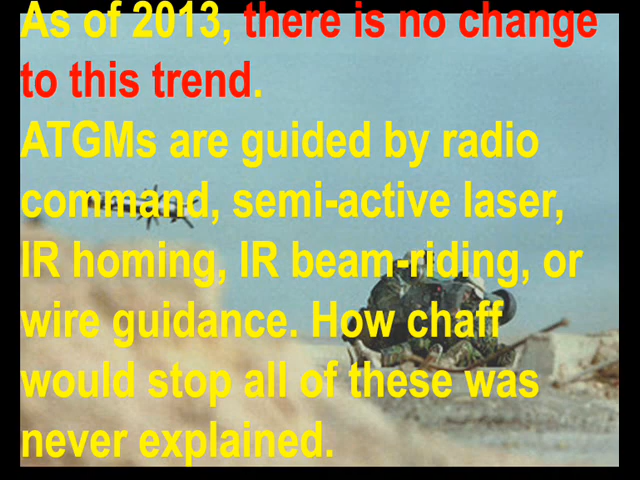 As of 2013, there is no change
to this trend.
ATGMs are guided by radio
command, semi-active laser,
IR homing, IR beam-riding, or
wire guidance. How chaff
would stop all of these was
never explained.